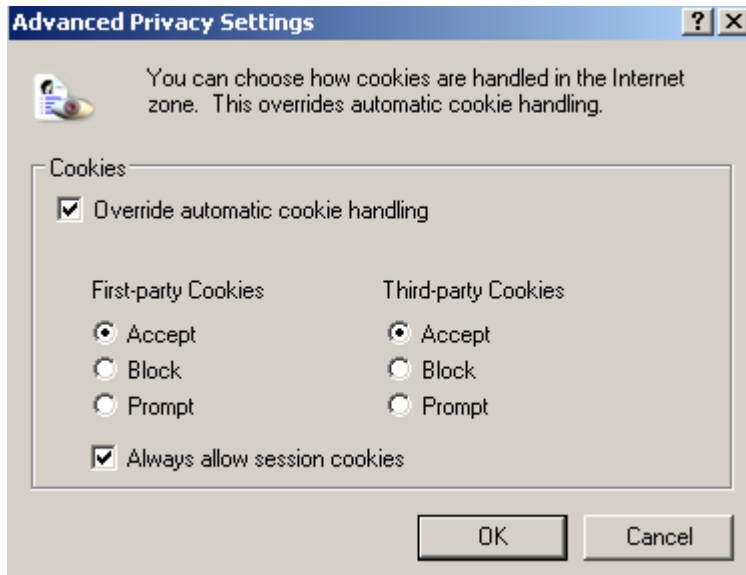 Advanced Privacy Settings
You can choose how cookies are handled in the Internet
zone. This overrides automatic cookie handling.
Cookies
Override automatic cookie handling
First-party Cookies Third-party Cookies
Accept Accept
Block Block
Prompt Prompt
Always allow session cookies
OK Cancel